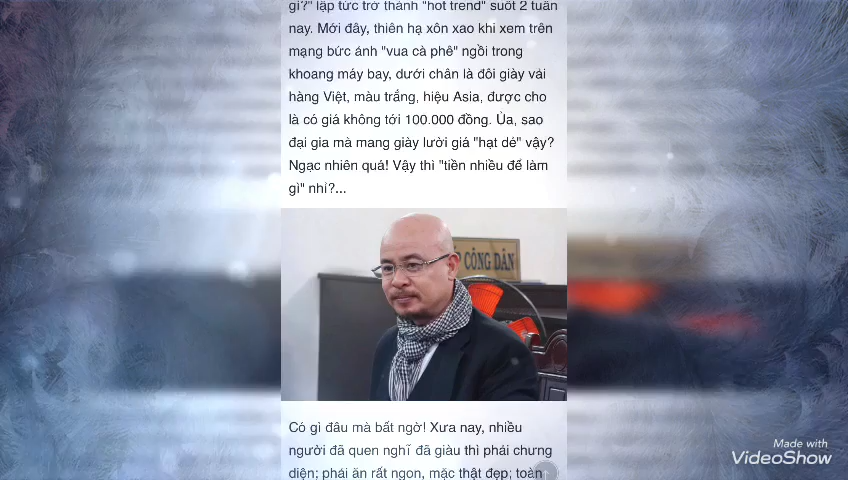 gì?" lập tức trở thành "hot trend" suốt 2 tuần
nay. Mới đây, thiên hạ xôn xao khi xem trên
mạng bức ảnh "vua cà phê" ngồi trong
khoang máy bay, dưới chân là đôi giày vải
hàng Việt, màu trắng, hiệu Asia, được cho
là có giá không tới 100.000 đồng. Ủa, sao
đại gia mà mang giày lười giá "hạt dẻ" vậy?
Ngạc nhiên quá! Vậy thì "tiền nhiều để làm
gì" nhỉ?...
CÔNG DÂN
Có gì đâu mà bất ngờ! Xưa nay, nhiều
người đã quen nghĩ đã giàu thì phải chưng
diện; phải ăn rất ngon, mặc thật đẹp; toàn
Made with
VideoShow